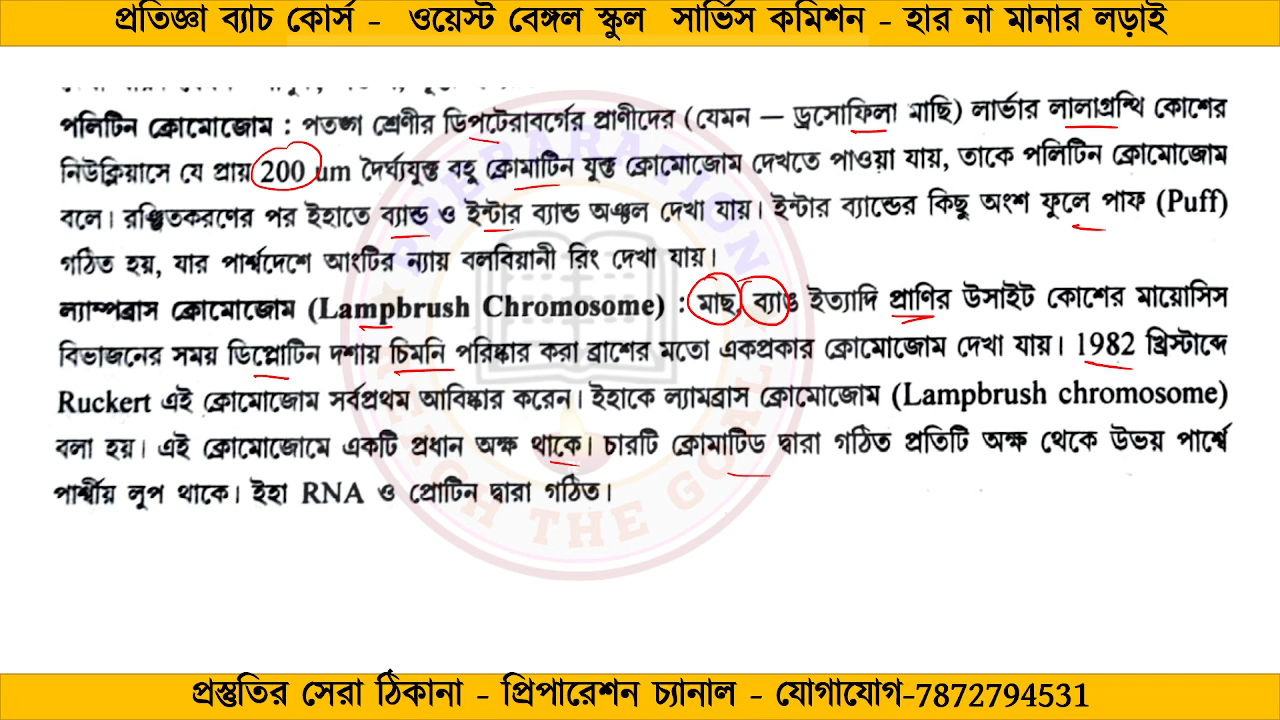 প্রতিজ্ঞা ব্যাচ কোর্স - ওয়েস্ট বেঙ্গল স্কুল সার্ভিস কমিশন - হার না মানার লড়াই
পলিটিন ক্রোমোজোম : পতঙ্গ শ্রেণীর ডিপটেরাবর্গের প্রাণীদের (যেমন — ড্রসোফিলা মাছি) লার্ভার লালাগ্রন্থি কোশের
নিউক্লিয়াসে যে প্রায় 200 um দৈর্ঘ্যযুক্ত বহু ক্রোমাটিন যুক্ত ক্রোমোজোম দেখতে পাওয়া যায়, তাকে পলিটিন ক্রোমোজোম
বলে। রঞ্জিতকরণের পর ইহাতে ব্যান্ড ও ইন্টার ব্যান্ড অঞ্চল দেখা যায়। ইন্টার ব্যান্ডের কিছু অংশ ফুলে পাফ (Puff)
গঠিত হয়, যার পার্শ্বদেশে আংটির ন্যায় বলবিয়ানী রিং দেখা যায়।
ল্যাম্পব্রাস ক্রোমোজোম (Lampbrush Chromosome) : মাছ, ব্যাঙ ইত্যাদি প্রাণির উসাইট কোশের মায়োসিস
বিভাজনের সময় ডিপ্লোটিন দশায় চিমনি পরিষ্কার করা ব্রাশের মতো একপ্রকার ক্রোমোজোম দেখা যায়। 1982 খ্রিস্টাব্দে
Ruckert এই ক্রোমোজোম সর্বপ্রথম আবিষ্কার করেন। ইহাকে ল্যামব্রাস ক্রোমোজোম (Lampbrush chromosome)
বলা হয়। এই ক্রোমোজোমে একটি প্রধান অক্ষ থাকে। চারটি ক্রোমাটিড দ্বারা গঠিত প্রতিটি অক্ষ থেকে উভয় পার্শ্বে
পার্শ্বীয় লুপ থাকে। ইহা RNA ও প্রোটিন দ্বারা গঠিত।
প্রস্তুতির সেরা ঠিকানা - প্রিপারেশন চ্যানাল - যোগাযোগ-7872794531